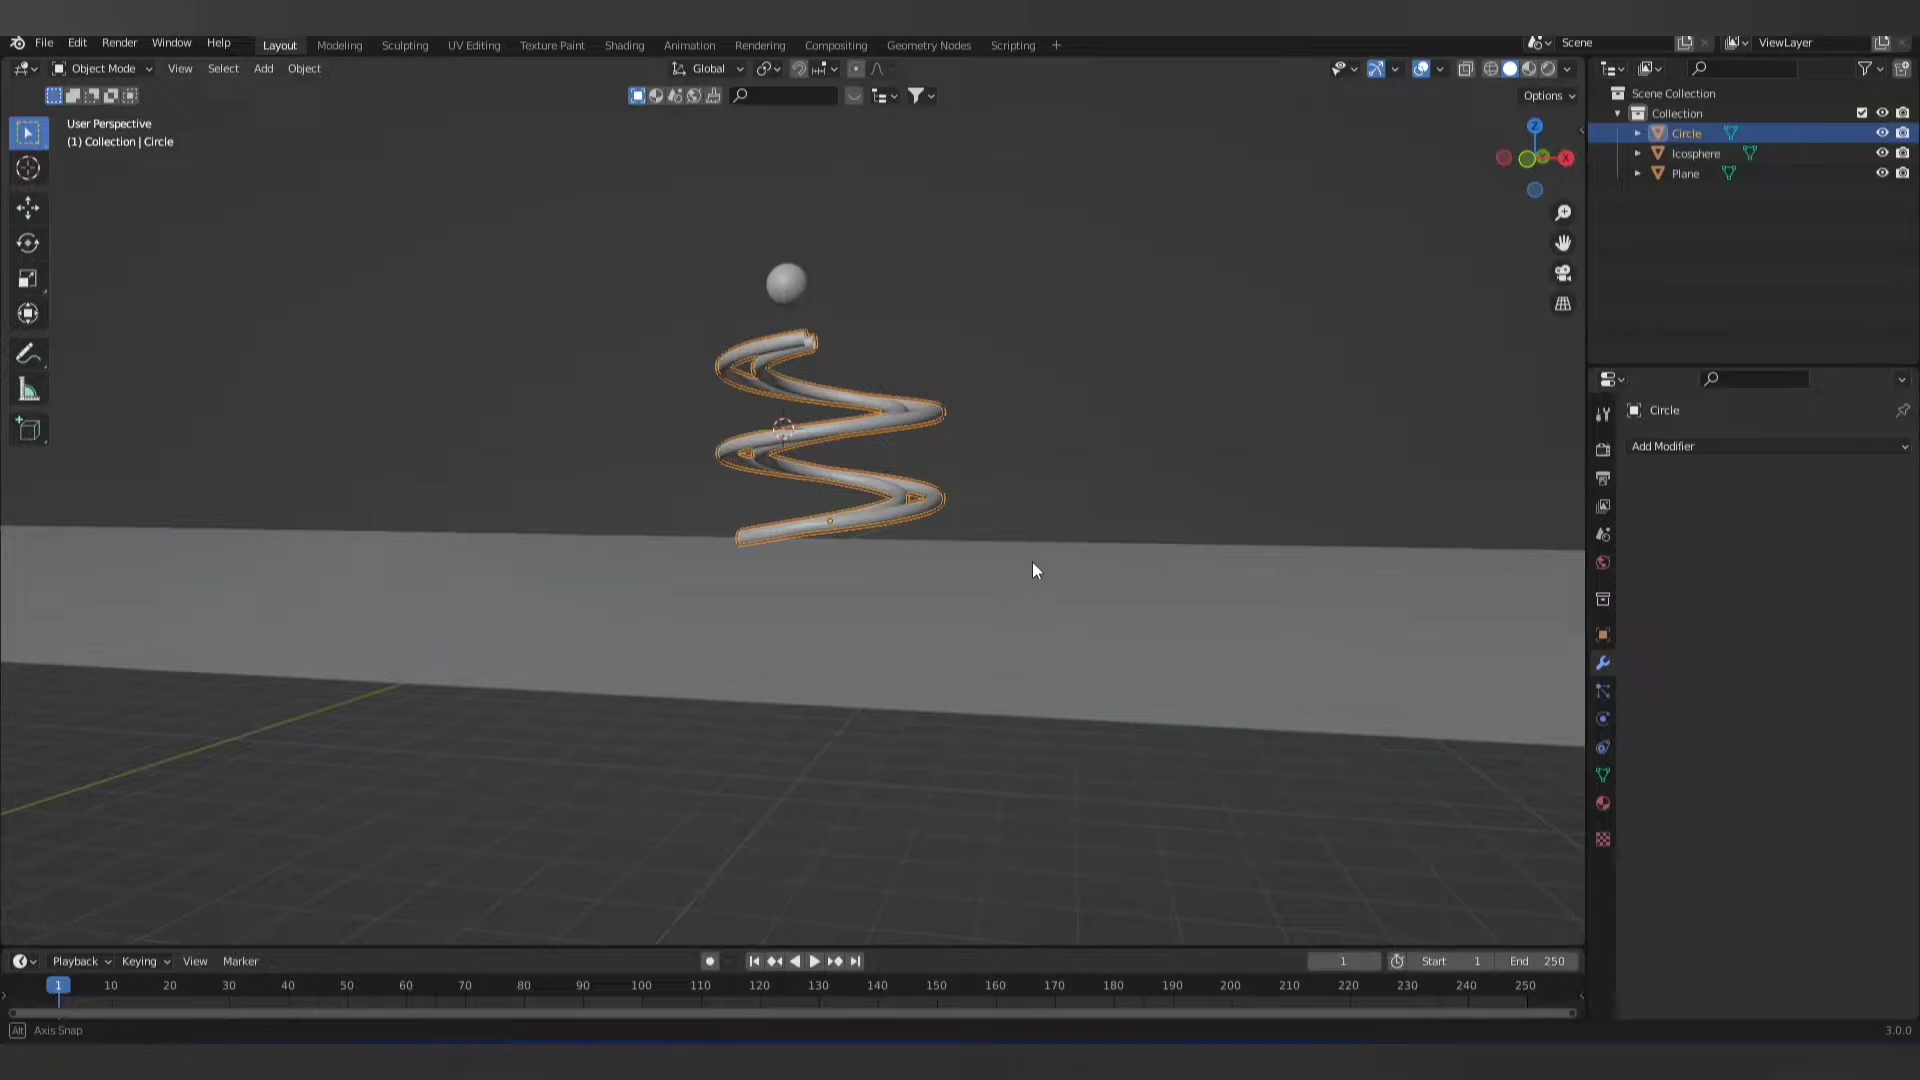 File Edit Render Window Help Layout Modeling Sculpting UV Editing Texture Paint Shading Animation Rendering Compositing Geometry Nodes Scripting + Scene ViewLayer
Object Mode View Select Add Object Global
Options
User Perspective
(1) Collection | Circle
Z
X
Scene Collection
Collection
Circle
Icosphere
Plane
Circle
Add Modifier
Playback Keying View Marker 1 Start 1 End 250
1 10 20 30 40 50 60 70 80 90 100 110 120 130 140 150 160 170 180 190 200 210 220 230 240 250
Alt Axis Snap 3.0.0